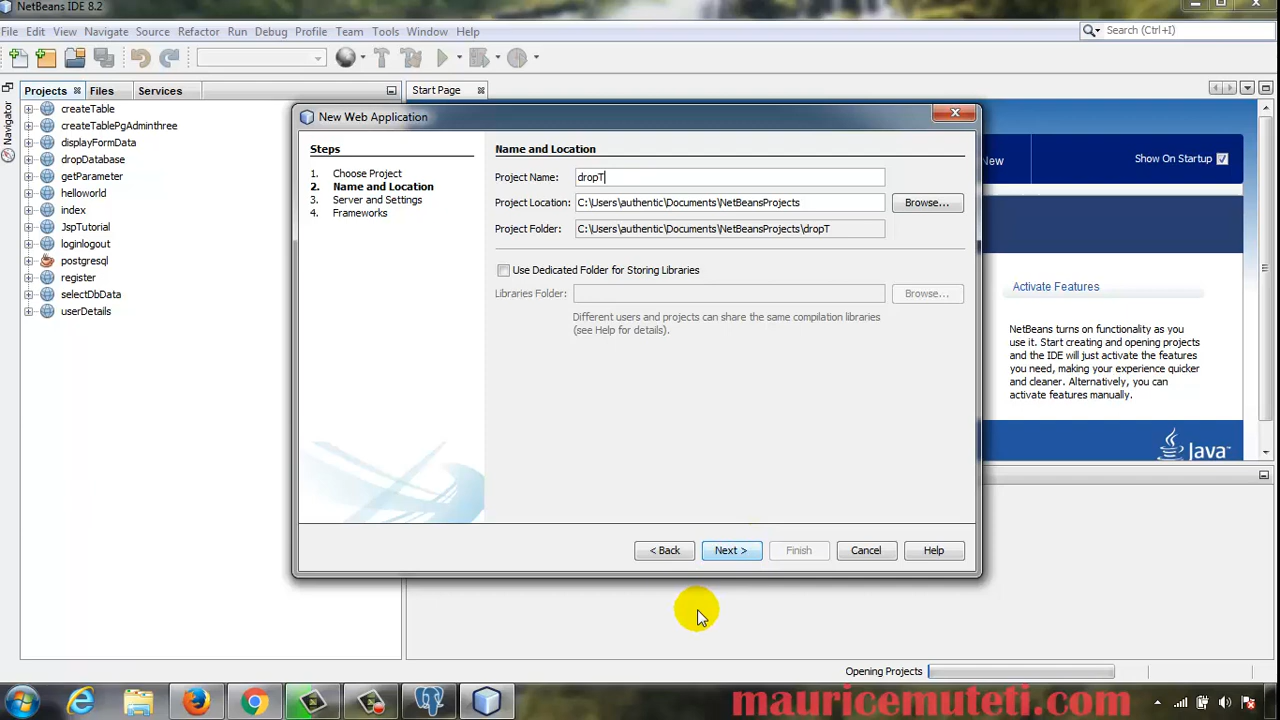 NetBeans IDE 8.2
File Edit View Navigate Source Refactor Run Debug Profile Team Tools Window Help
Search (Ctrl+I)
Projects Files Services
Start Page
Navigator
createTable
createTablePgAdminthree
displayFormData
dropDatabase
getParameter
helloworld
index
JspTutorial
loginlogout
postgresql
register
selectDbData
userDetails
New Web Application
Steps
1. Choose Project
2. Name and Location
3. Server and Settings
4. Frameworks
Name and Location
Project Name: dropT
Project Location: C:\Users\authentic\Documents\NetBeansProjects Browse...
Project Folder: C:\Users\authentic\Documents\NetBeansProjects\dropT
Use Dedicated Folder for Storing Libraries
Libraries Folder: Browse...
Different users and projects can share the same compilation libraries
(see Help for details).
< Back Next > Finish Cancel Help
New
Show On Startup
Activate Features
NetBeans turns on functionality as you
use it. Start creating and opening projects
and the IDE will just activate the features
you need, making your experience quicker
and cleaner. Alternatively, you can
activate features manually.
Java
Opening Projects
mauricemuteti.com